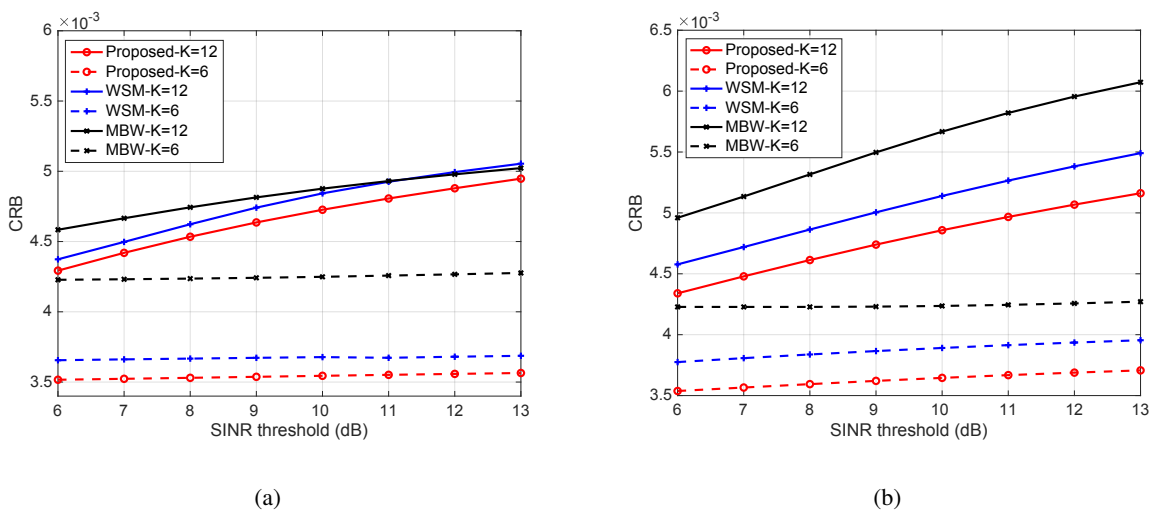 ×10⁻³
6
5.5
5
4.5
4
3.5
CRB
Proposed-K=12
Proposed-K=6
WSM-K=12
WSM-K=6
MBW-K=12
MBW-K=6
6 7 8 9 10 11 12 13
SINR threshold (dB)
(a)
×10⁻³
6.5
6
5.5
5
4.5
4
3.5
CRB
Proposed-K=12
Proposed-K=6
WSM-K=12
WSM-K=6
MBW-K=12
MBW-K=6
6 7 8 9 10 11 12 13
SINR threshold (dB)
(b)